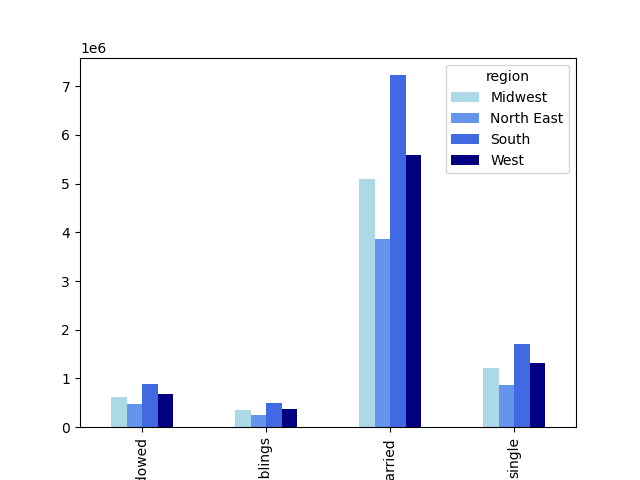 1e6
7
6
5
4
3
2
1
0
region
Midwest
North East
South
West
dowed
blings
arried
single